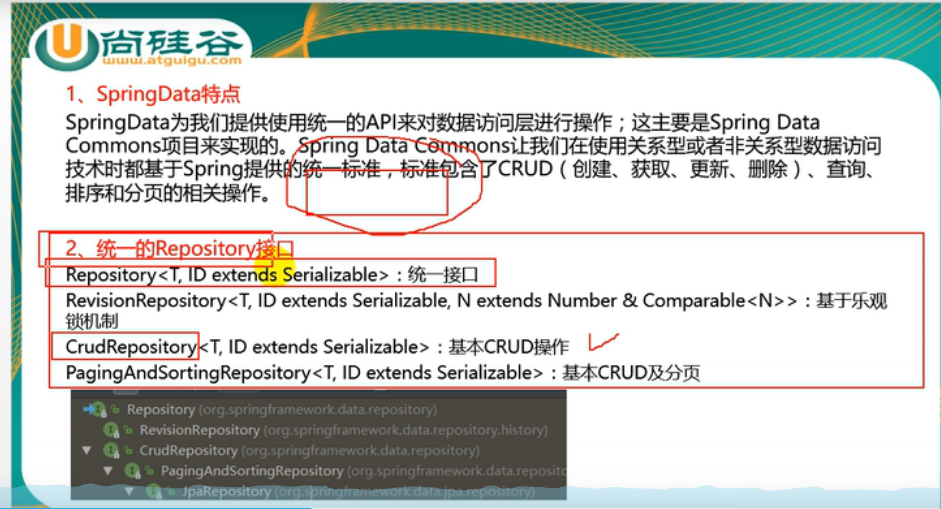 尚硅谷
www.atguigu.com
1、SpringData特点
SpringData为我们提供使用统一的API来对数据访问层进行操作；这主要是Spring Data
Commons项目来实现的。Spring Data Commons让我们在使用关系型或者非关系型数据访问
技术时都基于Spring提供的统一标准，标准包含了CRUD（创建、获取、更新、删除）、查询、
排序和分页的相关操作。
2、统一的Repository接口
Repository<T, ID extends Serializable>：统一接口
RevisionRepository<T, ID extends Serializable, N extends Number & Comparable<N>>：基于乐观
锁机制
CrudRepository<T, ID extends Serializable>：基本CRUD操作
PagingAndSortingRepository<T, ID extends Serializable>：基本CRUD及分页
Repository (org.springframework.data.repository)
RevisionRepository (org.springframework.data.repository.history)
CrudRepository (org.springframework.data.repository)
PagingAndSortingRepository (org.springframework.data.reposito
JpaRepository (org.springframework.data.jpa.repository)